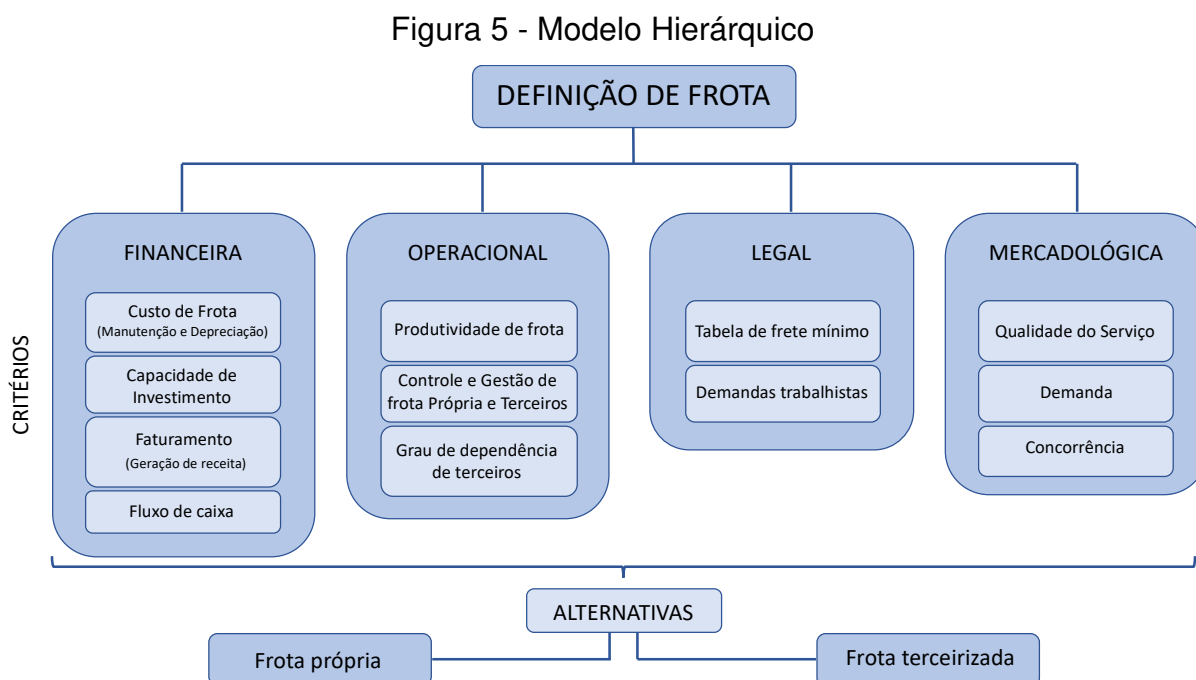 Figura 5 - Modelo Hierárquico
DEFINIÇÃO DE FROTA
CRITÉRIOS
FINANCEIRA
Custo de Frota
(Manutenção e Depreciação)
Capacidade de
Investimento
Faturamento
(Geração de receita)
Fluxo de caixa
OPERACIONAL
Produtividade de frota
Controle e Gestão de
frota Própria e Terceiros
Grau de dependência
de terceiros
LEGAL
Tabela de frete mínimo
Demandas trabalhistas
MERCADOLÓGICA
Qualidade do Serviço
Demanda
Concorrência
ALTERNATIVAS
Frota própria
Frota terceirizada